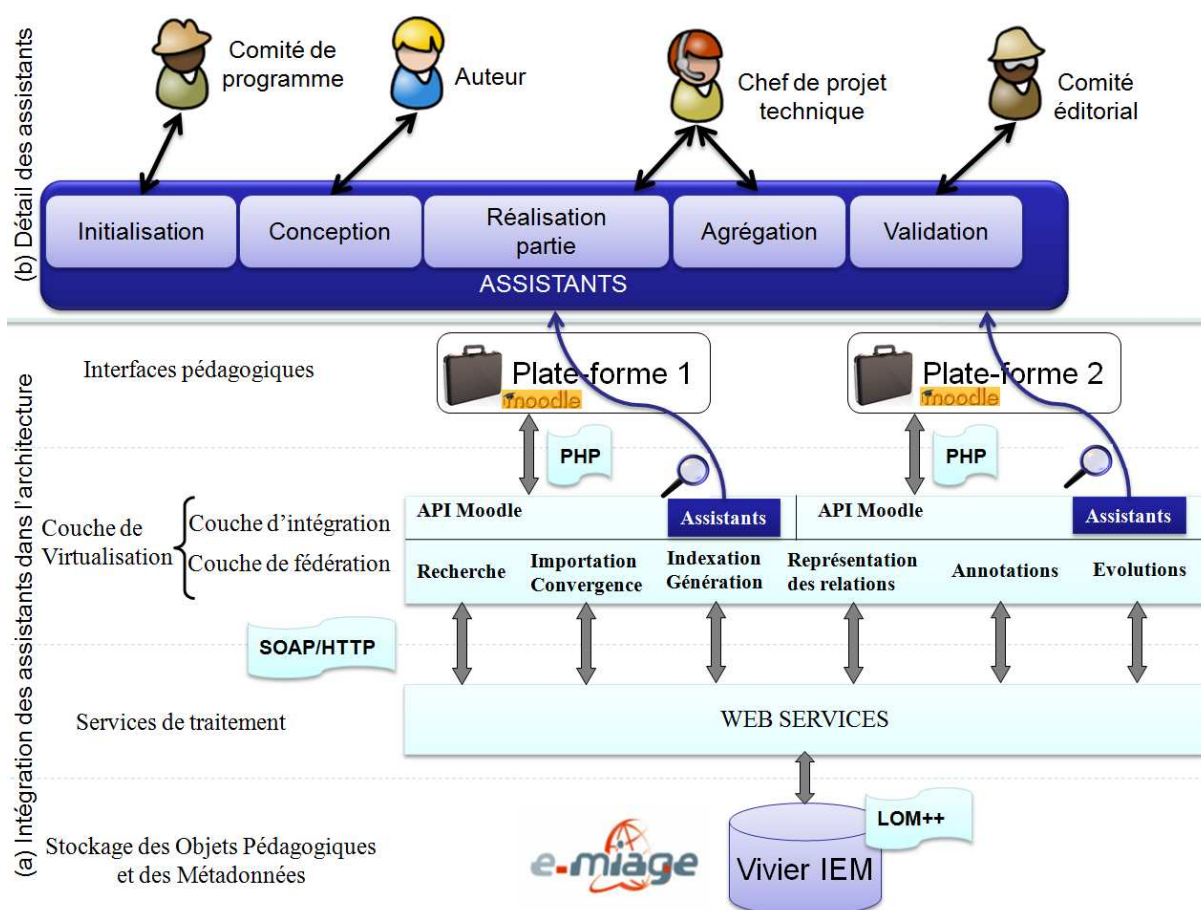 (b) Détail des assistants
Comité de
programme
Auteur
Chef de projet
technique
Comité
éditorial
Initialisation
Conception
Réalisation
partie
Agrégation
Validation
ASSISTANTS
(a) Intégration des assistants dans l'architecture
Interfaces pédagogiques
Plate-forme 1
moodle
Plate-forme 2
moodle
PHP
PHP
Couche de
Virtualisation
Couche d'intégration
Couche de fédération
API Moodle
Assistants
API Moodle
Assistants
Recherche
Importation
Convergence
Indexation
Génération
Représentation
des relations
Annotations
Evolutions
SOAP/HTTP
Services de traitement
WEB SERVICES
Stockage des Objets Pédagogiques
et des Métadonnées
e-miage
LOM++
Vivier IEM